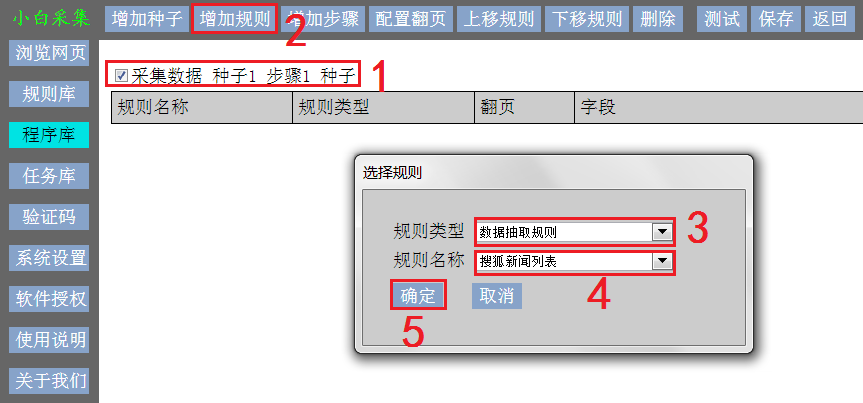 小白采集 增加种子 增加规则 增加步骤 配置翻页 上移规则 下移规则 删除 测试 保存 返回
2
浏览网页
1
采集数据 种子1 步骤1 种子
规则库
规则名称 规则类型 翻页 字段
程序库
选择规则
任务库
验证码
规则类型 数据抽取规则 3
系统设置
规则名称 搜狐新闻列表
4
软件授权
确定 取消
5
使用说明
关于我们